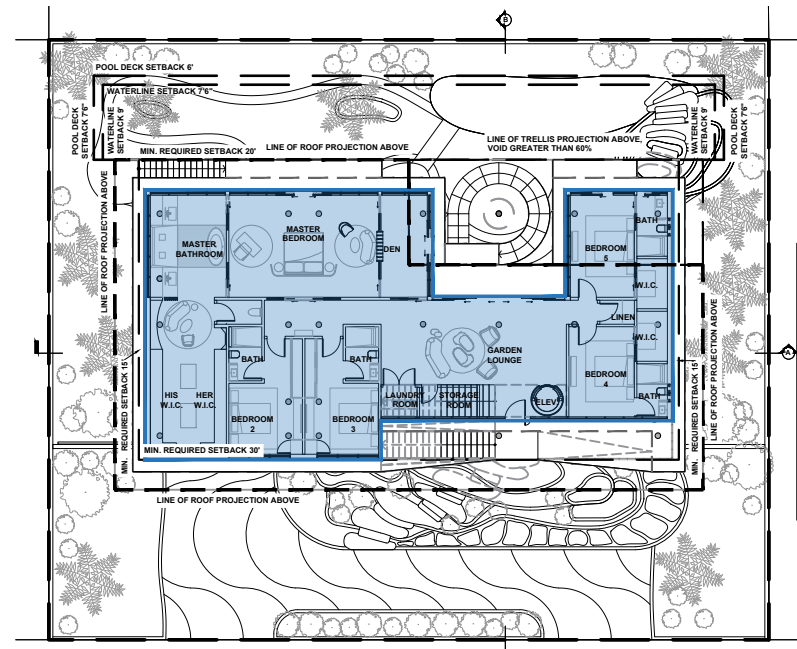 B
POOL DECK SETBACK 6'
WATERLINE SETBACK 7'6"
POOL DECK
SETBACK 7'6"
WATERLINE
SETBACK 9'
MIN. REQUIRED SETBACK 20'
LINE OF ROOF PROJECTION ABOVE
LINE OF TRELLIS PROJECTION ABOVE,
VOID GREATER THAN 60%
WATERLINE
SETBACK 9'
POOL DECK
SETBACK 7'6"
LINE OF ROOF PROJECTION ABOVE
MASTER
BATHROOM
MASTER
BEDROOM
DEN
BATH
BEDROOM
5
W.I.C.
LINEN
W.I.C.
GARDEN
LOUNGE
BATH
BATH
BEDROOM
4
BATH
A
HIS
W.I.C.
HER
W.I.C.
LAUNDRY
ROOM
STORAGE
ROOM
ELEV
BEDROOM
2
BEDROOM
3
MIN. REQUIRED SETBACK 15'
MIN. REQUIRED SETBACK 15'
LINE OF ROOF PROJECTION ABOVE
MIN. REQUIRED SETBACK 30'
LINE OF ROOF PROJECTION ABOVE